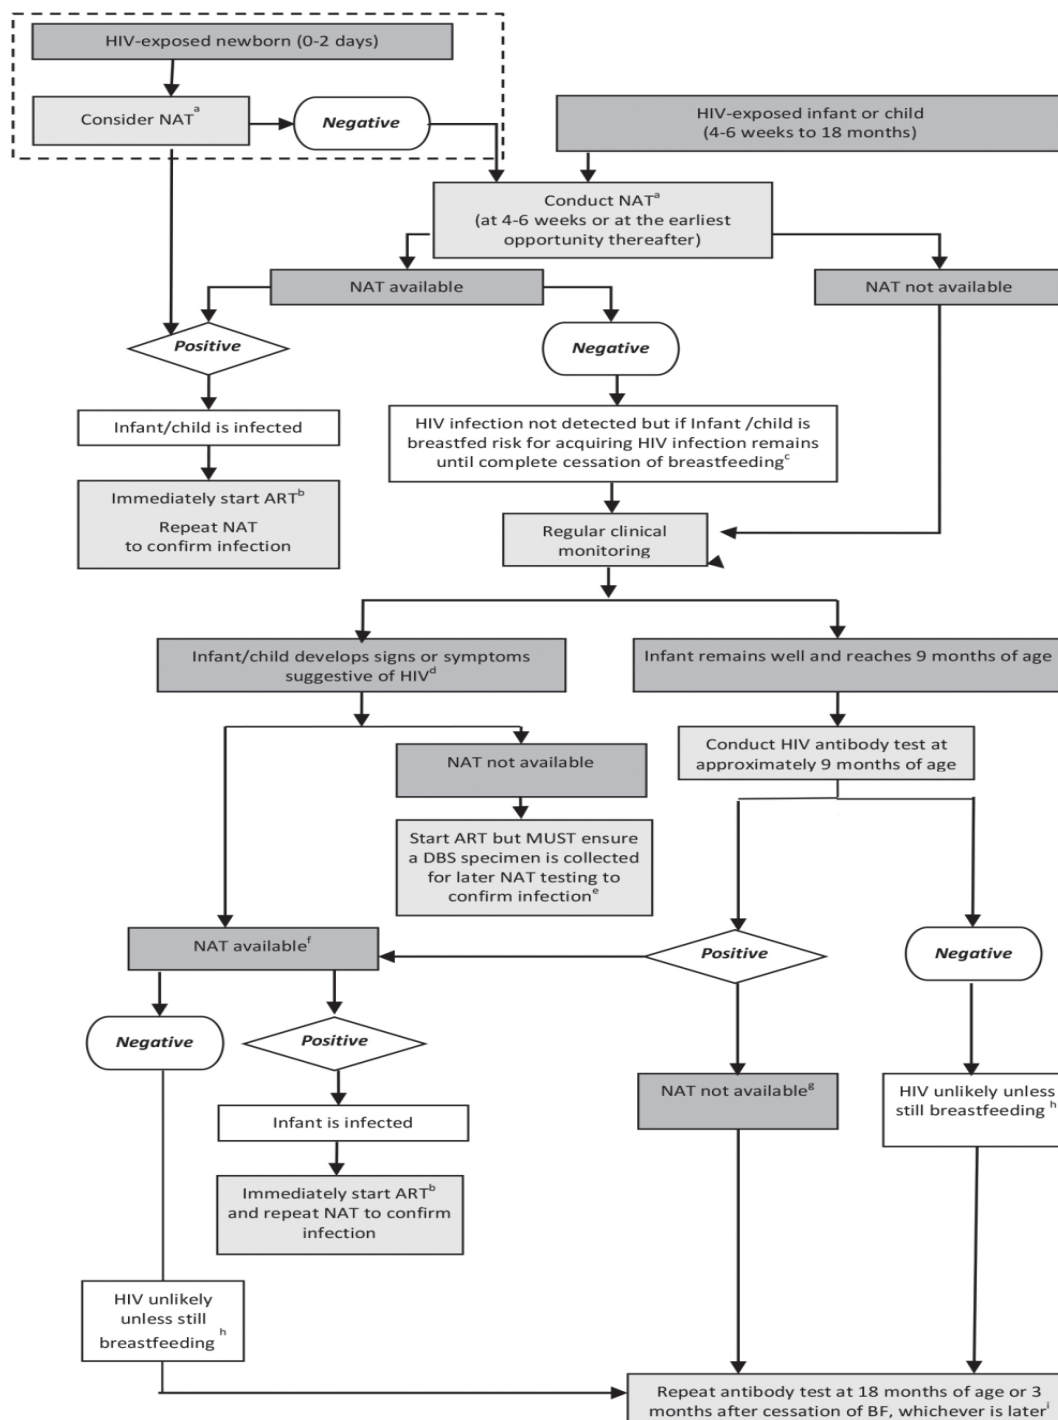 HIV-exposed newborn (0-2 days)
Consider NATᵃ
Negative
HIV-exposed infant or child
(4-6 weeks to 18 months)
Conduct NATᵃ
(at 4-6 weeks or at the earliest
opportunity thereafter)
NAT available
NAT not available
Positive
Negative
Infant/child is infected
HIV infection not detected but if Infant /child is
breastfed risk for acquiring HIV infection remains
until complete cessation of breastfeedingᶜ
Immediately start ARTᵇ
Repeat NAT
to confirm infection
Regular clinical
monitoring
Infant/child develops signs or symptoms
suggestive of HIVᵈ
Infant remains well and reaches 9 months of age
NAT not available
Conduct HIV antibody test at
approximately 9 months of age
Start ART but MUST ensure
a DBS specimen is collected
for later NAT testing to
confirm infectionᵉ
NAT availableᶠ
Positive
Negative
Negative
Positive
NAT not availableᵍ
HIV unlikely unless
still breastfeeding ʰ
Infant is infected
Immediately start ARTᵇ
and repeat NAT to confirm
infection
HIV unlikely
unless still
breastfeeding ʰ
Repeat antibody test at 18 months of age or 3
months after cessation of BF, whichever is laterⁱ